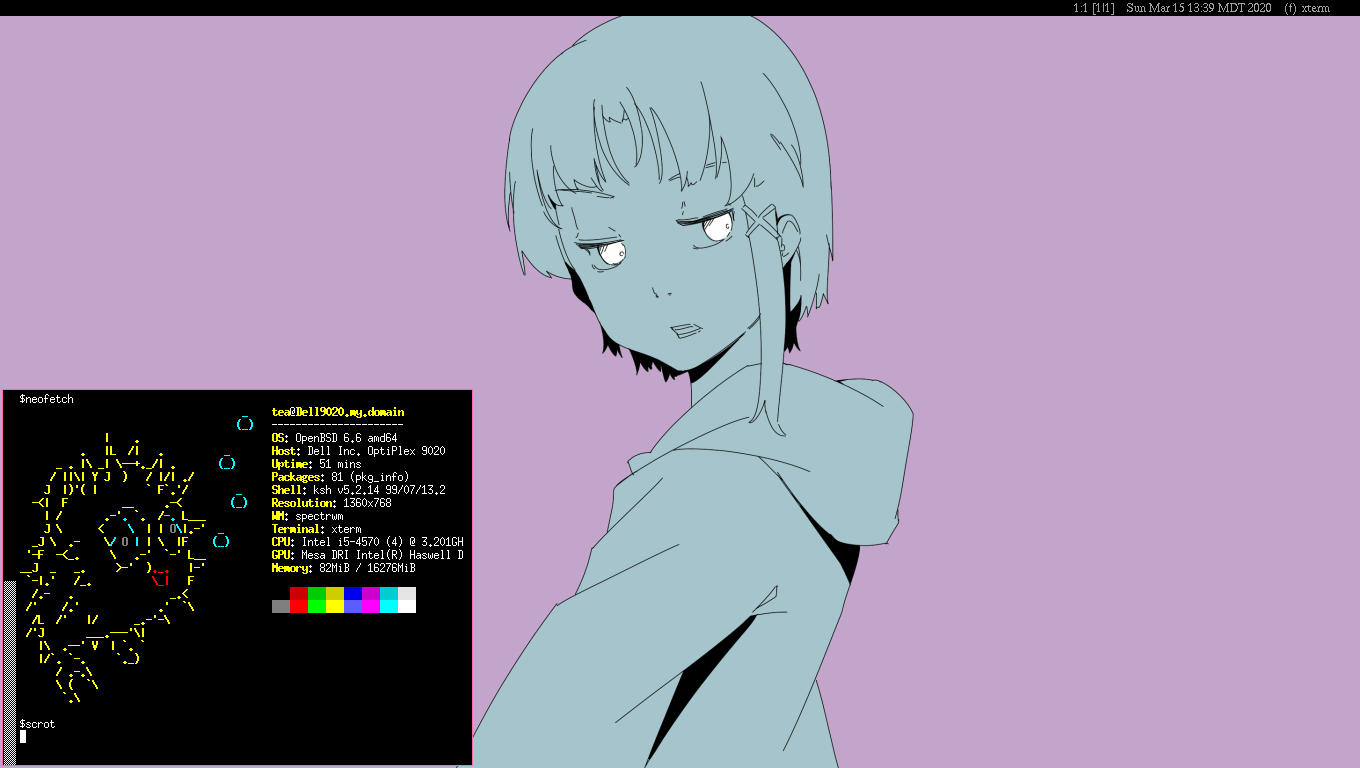 1:1 [1|1] Sun Mar 15 13:39 MDT 2020 (f) xterm
$neofetch
tea@Dell9020.my.domain
----------------------
OS: OpenBSD 6.6 amd64
Host: Dell Inc. OptiPlex 9020
Uptime: 51 mins
Packages: 81 (pkg_info)
Shell: ksh v5.2.14 99/07/13.2
Resolution: 1360x768
WM: spectrwm
Terminal: xterm
CPU: Intel i5-4570 (4) @ 3.201GH
GPU: Mesa DRI Intel(R) Haswell D
Memory: 82MiB / 16276MiB
$scrot